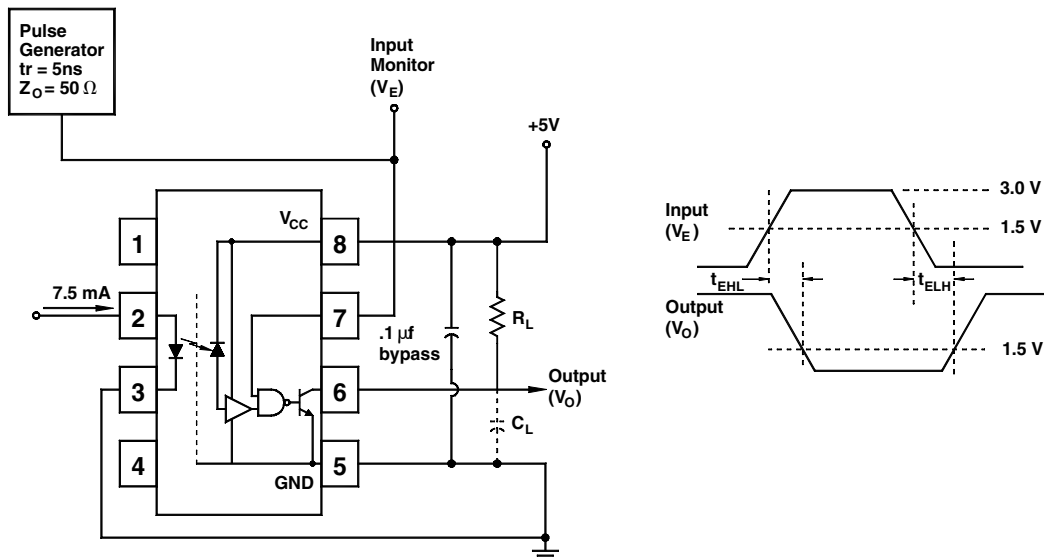 Pulse
Generator
tr = 5ns
ZO = 50 Ω
Input
Monitor
(VE)
+5V
VCC
1
2
3
4
8
7
6
5
7.5 mA
.1 μf
bypass
RL
CL
Output
(VO)
GND
Input
(VE)
3.0 V
1.5 V
tEHL
tELH
Output
(VO)
1.5 V